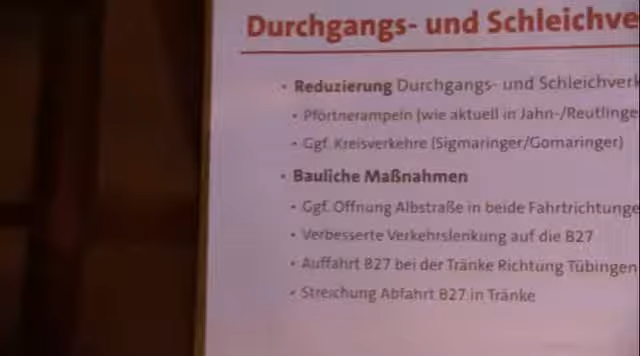 Durchgangs- und Schleichve
• Reduzierung Durchgangs- und Schleichverk
• Pförtnerampeln (wie aktuell in Jahn-/Reutlinge
• Ggf. Kreisverkehre (Sigmaringer/Gomaringer)
• Bauliche Maßnahmen
• Ggf. Öffnung Albstraße in beide Fahrtrichtunge
• Verbesserte Verkehrslenkung auf die B27
• Auffahrt B27 bei der Tränke Richtung Tübingen
• Streichung Abfahrt B27 in Tränke